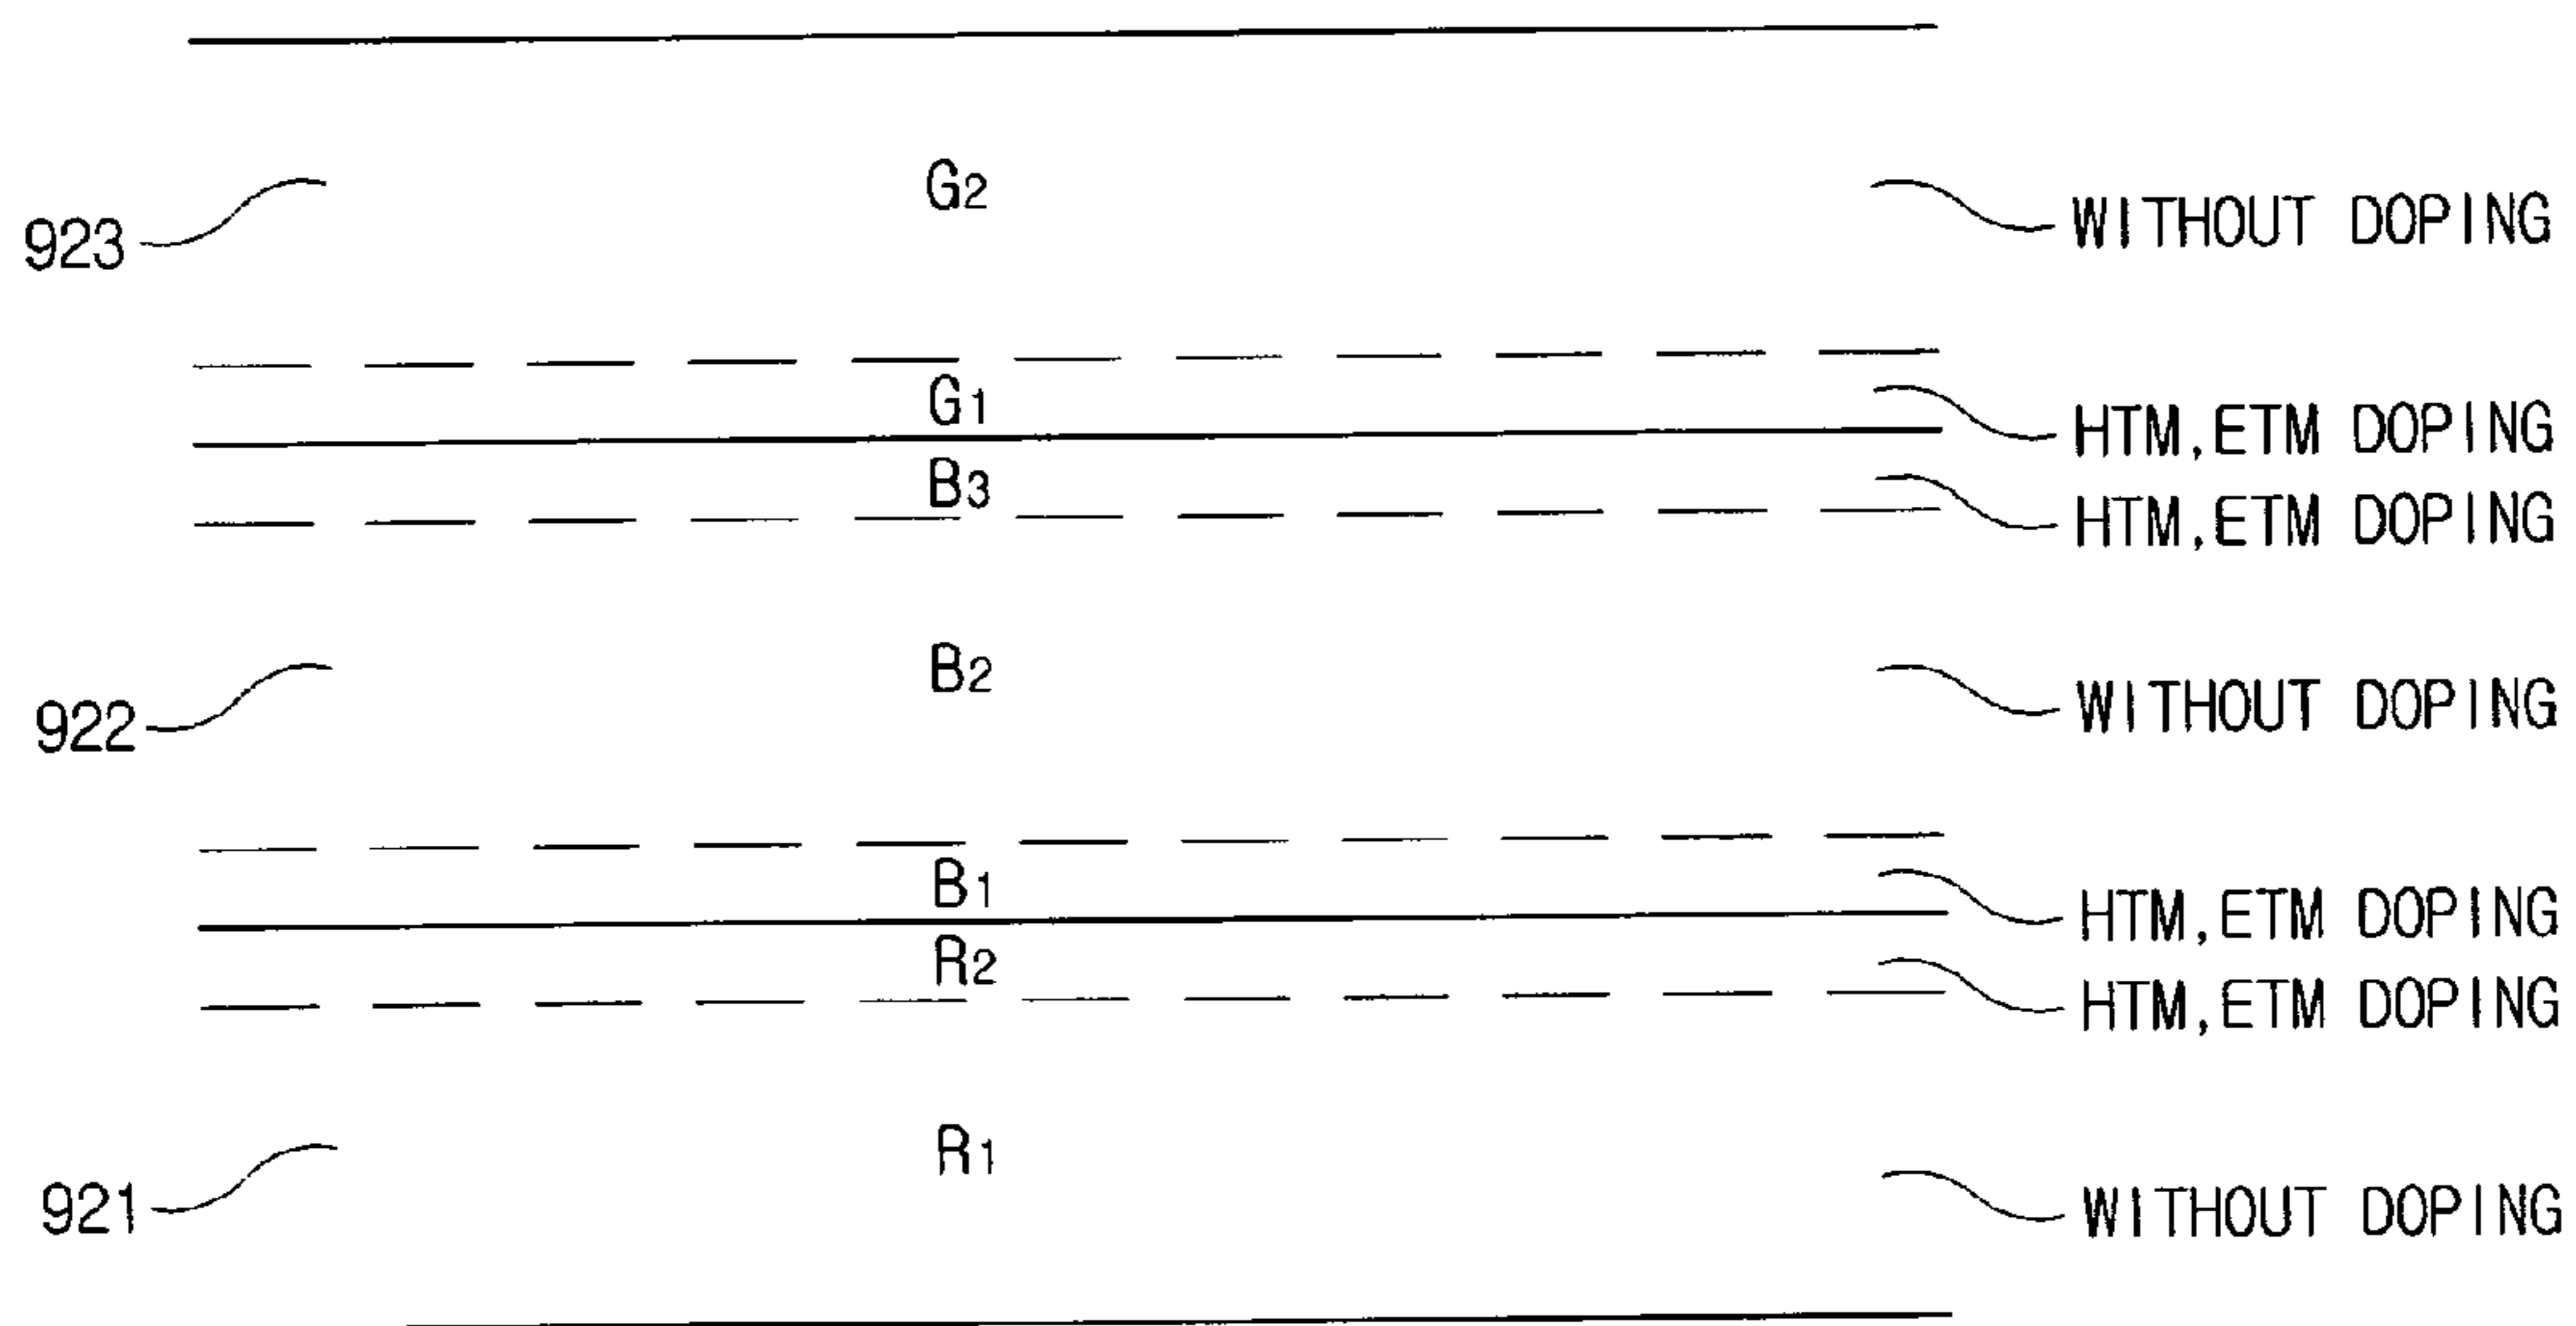 G2
923
WITHOUT DOPING
G1
HTM,ETM DOPING
B3
HTM,ETM DOPING
B2
922
WITHOUT DOPING
B1
HTM,ETM DOPING
R2
HTM,ETM DOPING
R1
921
WITHOUT DOPING